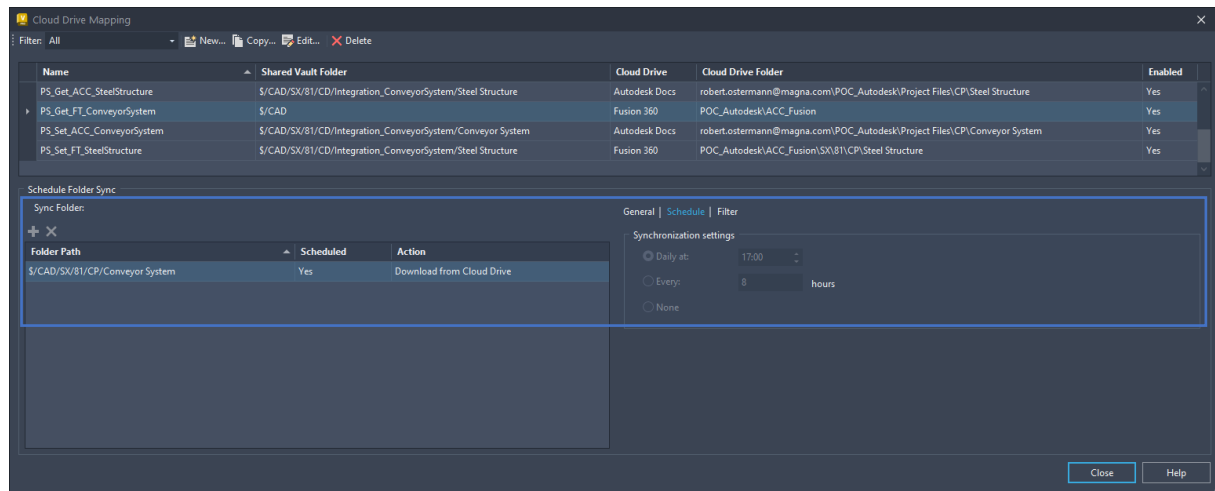 Cloud Drive Mapping
Filter: All New... Copy... Edit... Delete
Name Shared Vault Folder Cloud Drive Cloud Drive Folder Enabled
PS_Get_ACC_SteelStructure $/CAD/SX/81/CD/Integration_ConveyorSystem/Steel Structure Autodesk Docs robert.ostermann@magna.com\POC_Autodesk\Project Files\CP\Steel Structure Yes
PS_Get_FT_ConveyorSystem $/CAD Fusion 360 POC_Autodesk\ACC_Fusion Yes
PS_Set_ACC_ConveyorSystem $/CAD/SX/81/CD/Integration_ConveyorSystem/Conveyor System Autodesk Docs robert.ostermann@magna.com\POC_Autodesk\Project Files\CP\Conveyor System Yes
PS_Set_FT_SteelStructure $/CAD/SX/81/CD/Integration_ConveyorSystem/Steel Structure Fusion 360 POC_Autodesk\ACC_Fusion\SX\81\CP\Steel Structure Yes
Schedule Folder Sync
Sync Folder:
General | Schedule | Filter
Synchronization settings
Folder Path Scheduled Action
Daily at: 17:00
$/CAD/SX/81/CP/Conveyor System Yes Download from Cloud Drive
Every: 8 hours
None
Close Help